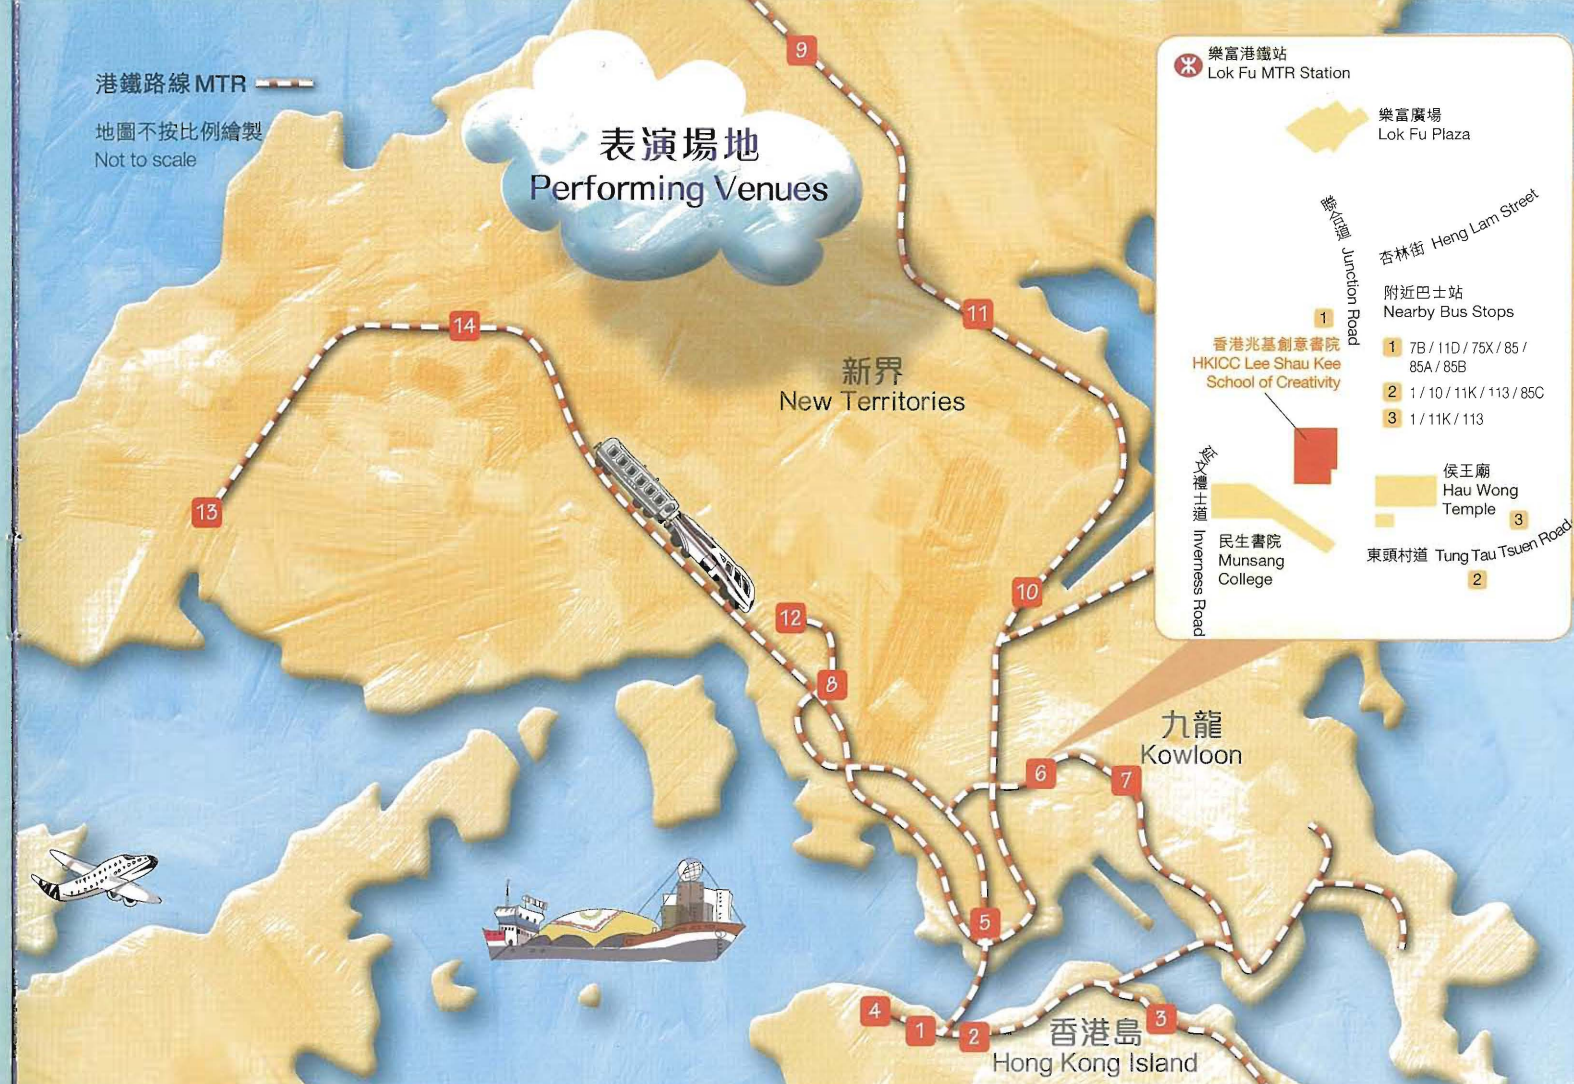 港鐵路線 MTR
地圖不按比例繪製
Not to scale
表演場地
Performing Venues
9
11
14
新界
New Territories
13
10
12
8
九龍
Kowloon
6
7
5
4
1
2
3
香港島
Hong Kong Island
樂富港鐵站
Lok Fu MTR Station
樂富廣場
Lok Fu Plaza
聯合道 Junction Road
杏林街 Heng Lam Street
附近巴士站
Nearby Bus Stops
1
香港兆基創意書院
HKICC Lee Shau Kee
School of Creativity
1 7B / 11D / 75X / 85 /
85A / 85B
2 1 / 10 / 11K / 113 / 85C
3 1 / 11K / 113
延文禮士道 Inverness Road
侯王廟
Hau Wong
Temple
3
民生書院
Munsang
College
東頭村道 Tung Tau Tsuen Road
2